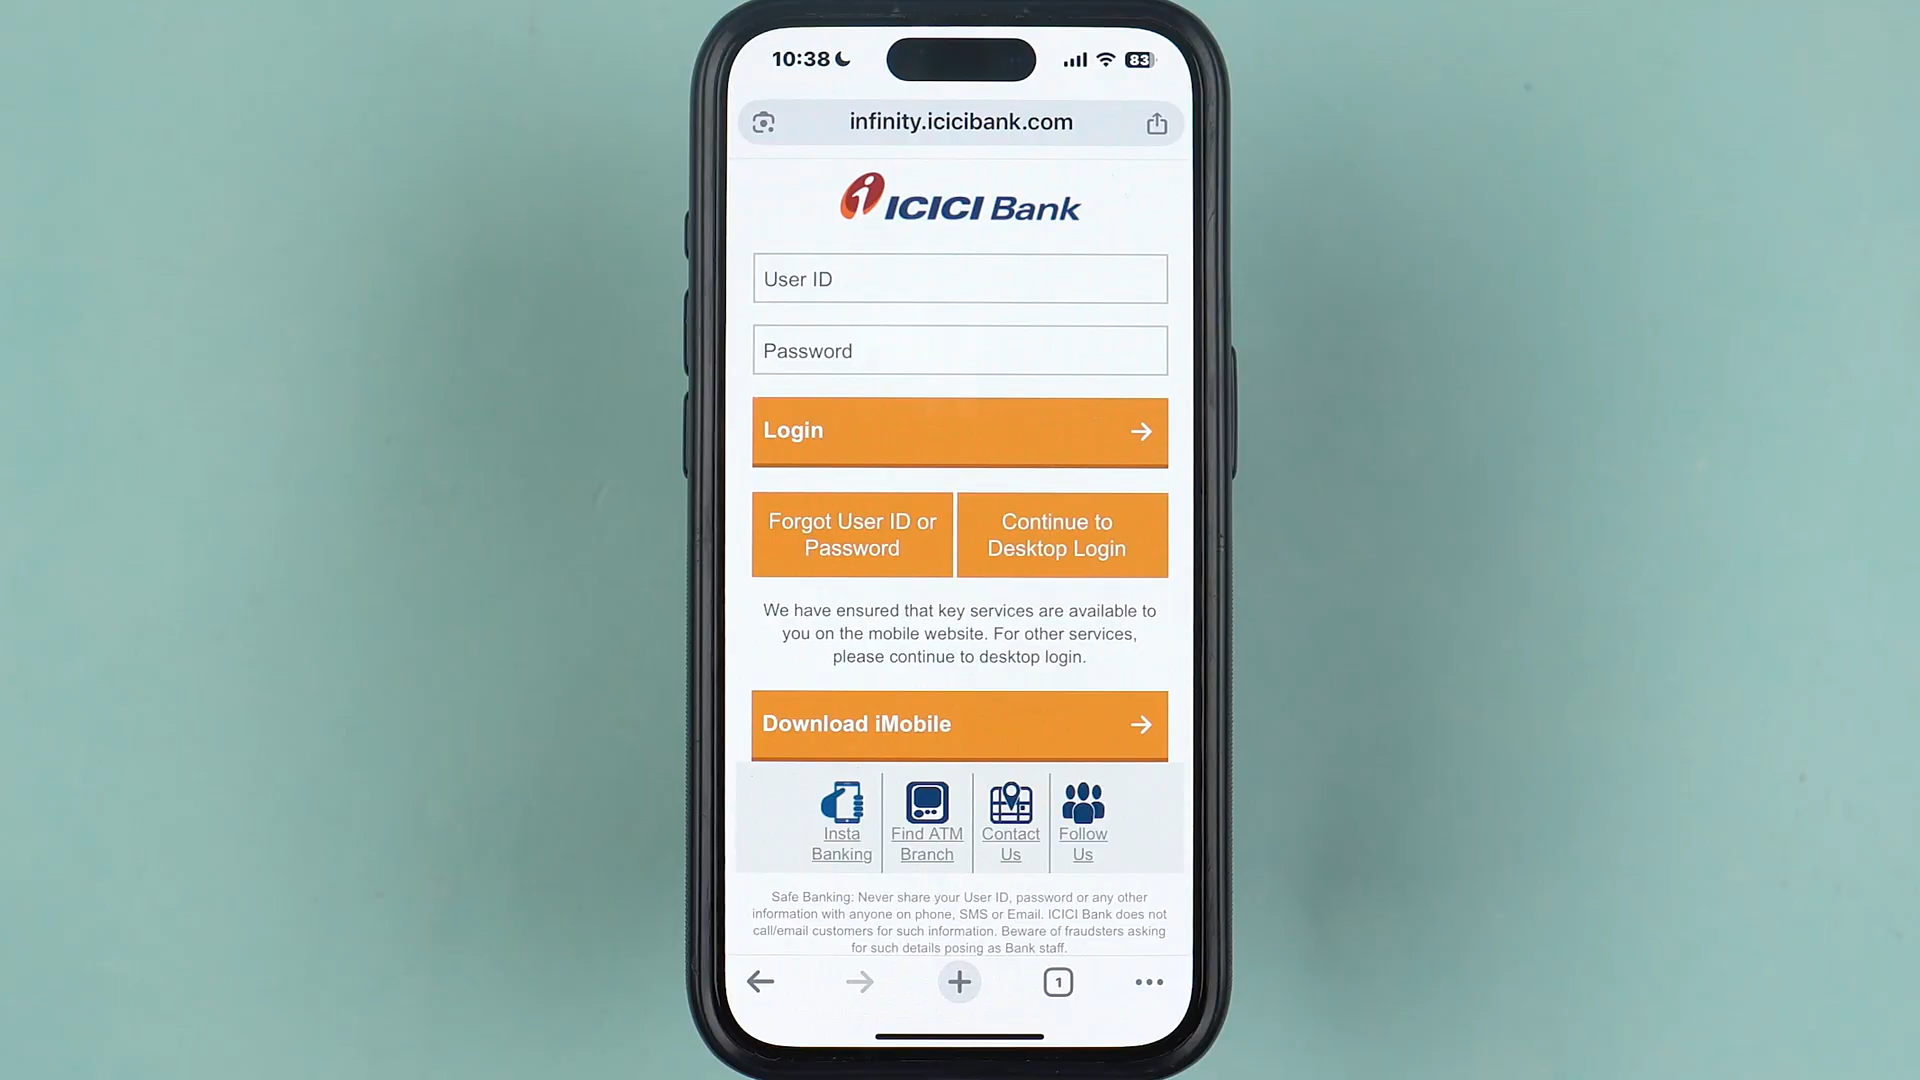 10:38
83
infinity.icicibank.com
ICICI Bank
User ID
Password
Login
Forgot User ID or
Password
Continue to
Desktop Login
We have ensured that key services are available to
you on the mobile website. For other services,
please continue to desktop login.
Download iMobile
Insta
Banking
Find ATM
Branch
Contact
Us
Follow
Us
Safe Banking: Never share your User ID, password or any other
information with anyone on phone, SMS or Email. ICICI Bank does not
call/email customers for such information. Beware of fraudsters asking
for such details posing as Bank staff.
1